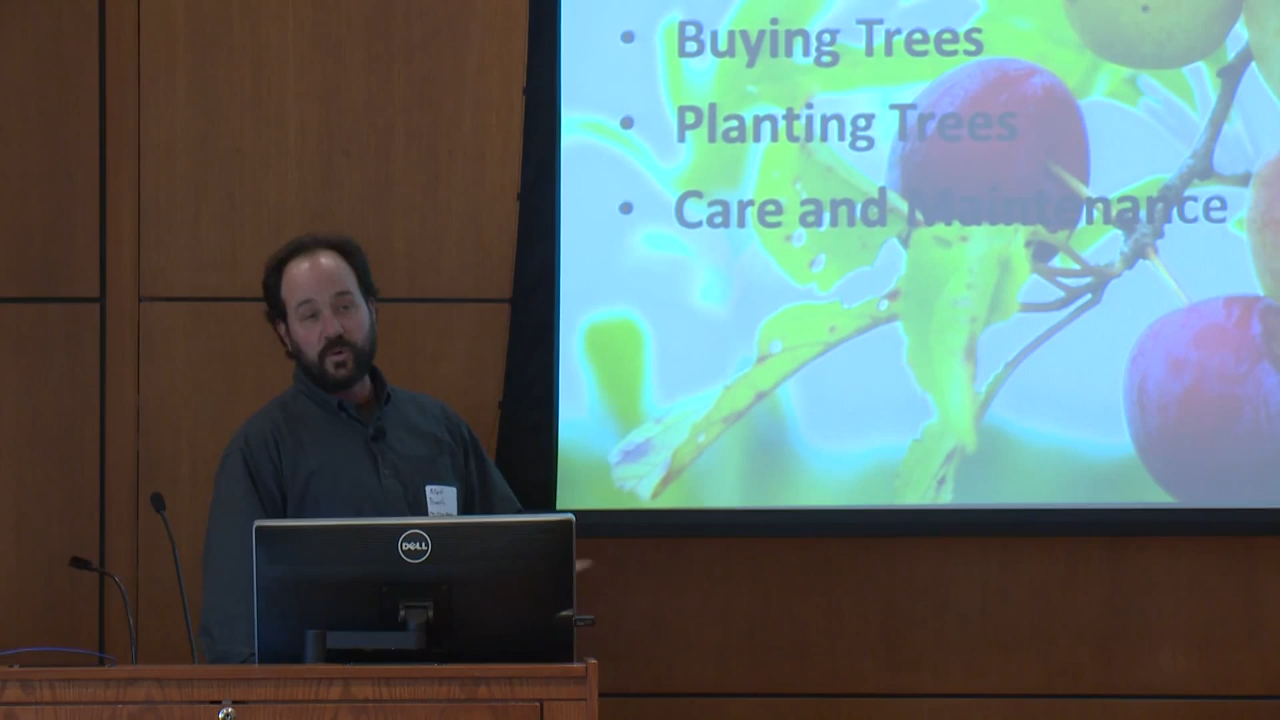 • Buying Trees
• Planting Trees
• Care and Maintenance
DELL